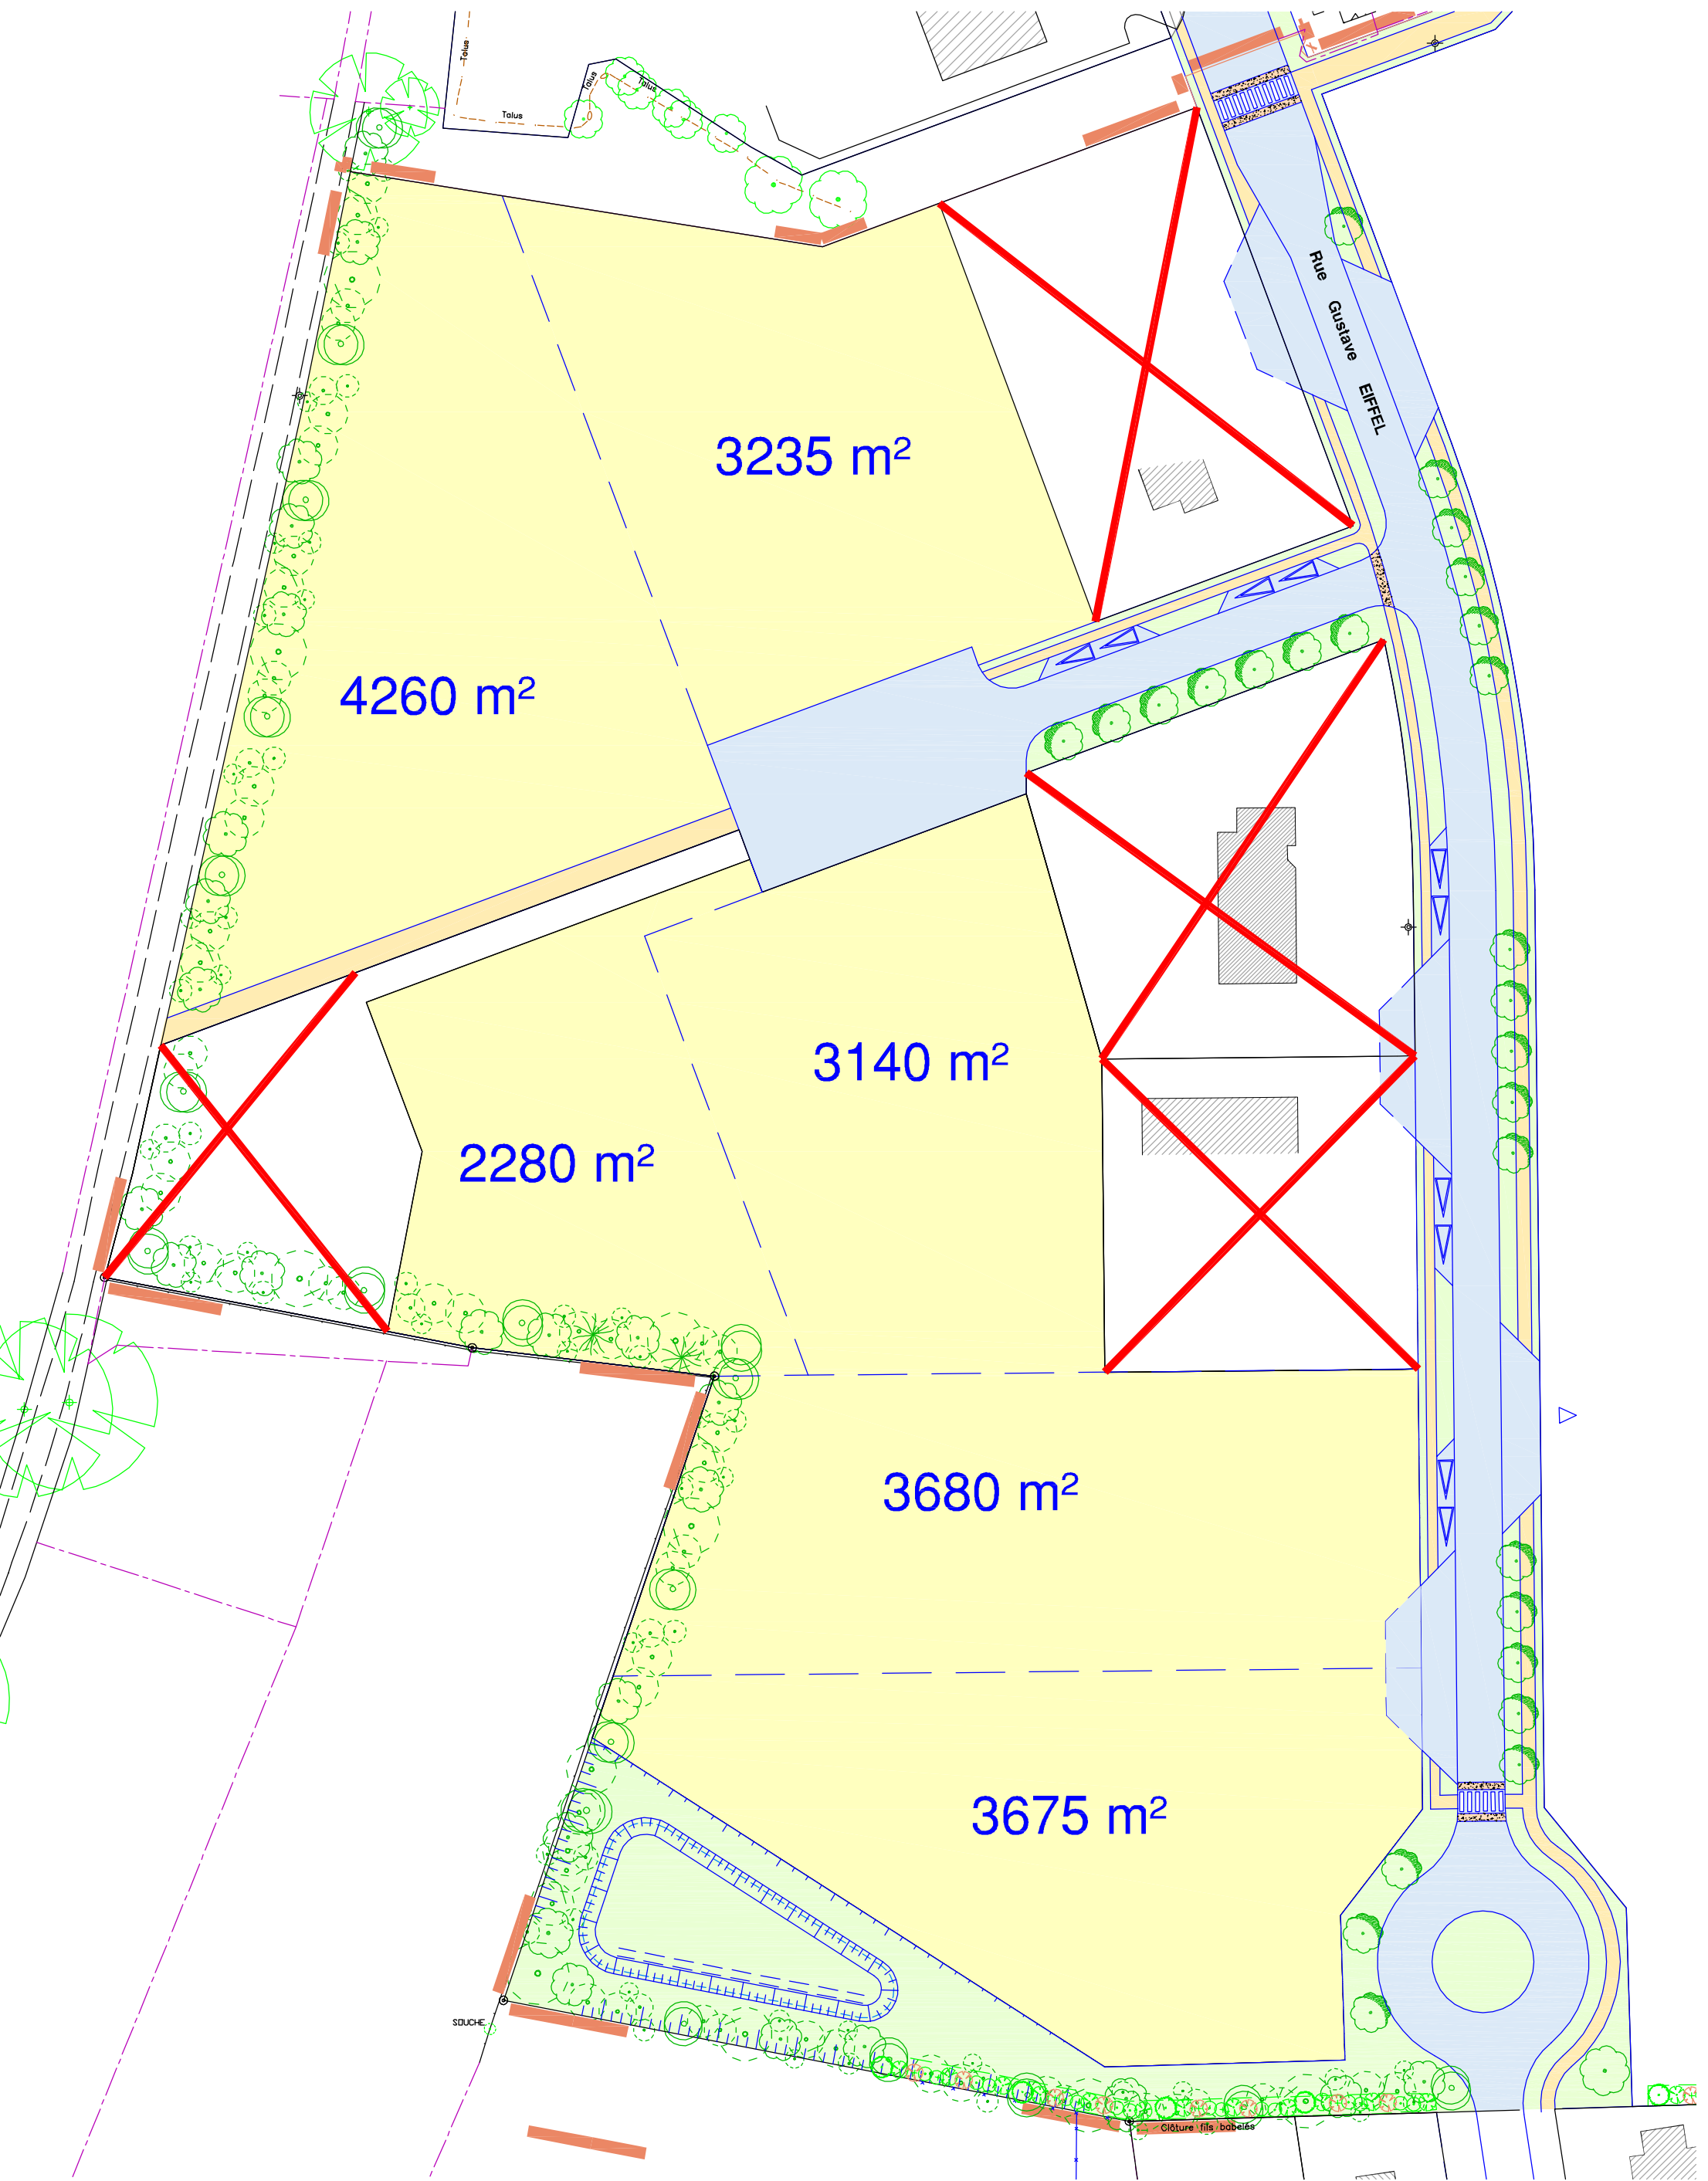 Talus
Talus
Talus
Talus
Rue Gustave EIFFEL
3235 m²
4260 m²
3140 m²
2280 m²
3680 m²
3675 m²
SOUCHE
Clôture fils babelés